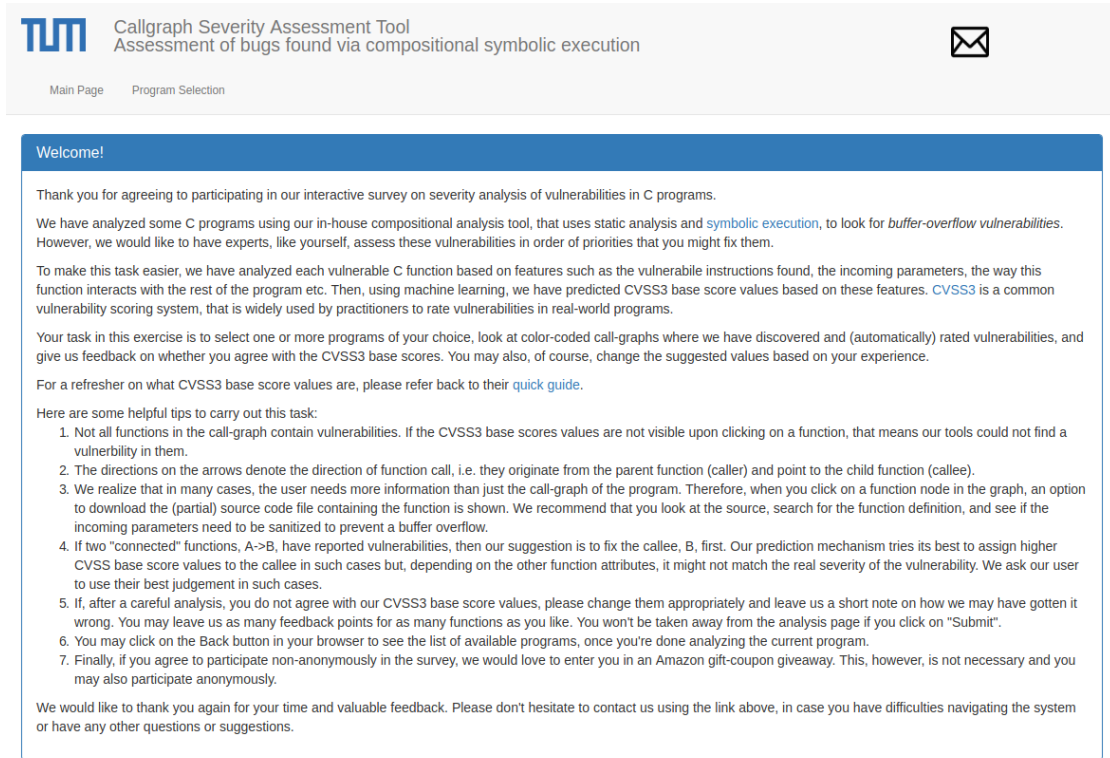 TUM
Callgraph Severity Assessment Tool
Assessment of bugs found via compositional symbolic execution
Main Page Program Selection
Welcome!
Thank you for agreeing to participating in our interactive survey on severity analysis of vulnerabilities in C programs.
We have analyzed some C programs using our in-house compositional analysis tool, that uses static analysis and symbolic execution, to look for buffer-overflow vulnerabilities.
However, we would like to have experts, like yourself, assess these vulnerabilities in order of priorities that you might fix them.
To make this task easier, we have analyzed each vulnerable C function based on features such as the vulnerabile instructions found, the incoming parameters, the way this
function interacts with the rest of the program etc. Then, using machine learning, we have predicted CVSS3 base score values based on these features. CVSS3 is a common
vulnerability scoring system, that is widely used by practitioners to rate vulnerabilities in real-world programs.
Your task in this exercise is to select one or more programs of your choice, look at color-coded call-graphs where we have discovered and (automatically) rated vulnerabilities, and
give us feedback on whether you agree with the CVSS3 base scores. You may also, of course, change the suggested values based on your experience.
For a refresher on what CVSS3 base score values are, please refer back to their quick guide.
Here are some helpful tips to carry out this task:
1. Not all functions in the call-graph contain vulnerabilities. If the CVSS3 base scores values are not visible upon clicking on a function, that means our tools could not find a
vulnerbility in them.
2. The directions on the arrows denote the direction of function call, i.e. they originate from the parent function (caller) and point to the child function (callee).
3. We realize that in many cases, the user needs more information than just the call-graph of the program. Therefore, when you click on a function node in the graph, an option
to download the (partial) source code file containing the function is shown. We recommend that you look at the source, search for the function definition, and see if the
incoming parameters need to be sanitized to prevent a buffer overflow.
4. If two "connected" functions, A->B, have reported vulnerabilities, then our suggestion is to fix the callee, B, first. Our prediction mechanism tries its best to assign higher
CVSS base score values to the callee in such cases but, depending on the other function attributes, it might not match the real severity of the vulnerability. We ask our user
to use their best judgement in such cases.
5. If, after a careful analysis, you do not agree with our CVSS3 base score values, please change them appropriately and leave us a short note on how we may have gotten it
wrong. You may leave us as many feedback points for as many functions as you like. You won't be taken away from the analysis page if you click on "Submit".
6. You may click on the Back button in your browser to see the list of available programs, once you're done analyzing the current program.
7. Finally, if you agree to participate non-anonymously in the survey, we would love to enter you in an Amazon gift-coupon giveaway. This, however, is not necessary and you
may also participate anonymously.
We would like to thank you again for your time and valuable feedback. Please don't hesitate to contact us using the link above, in case you have difficulties navigating the system
or have any other questions or suggestions.